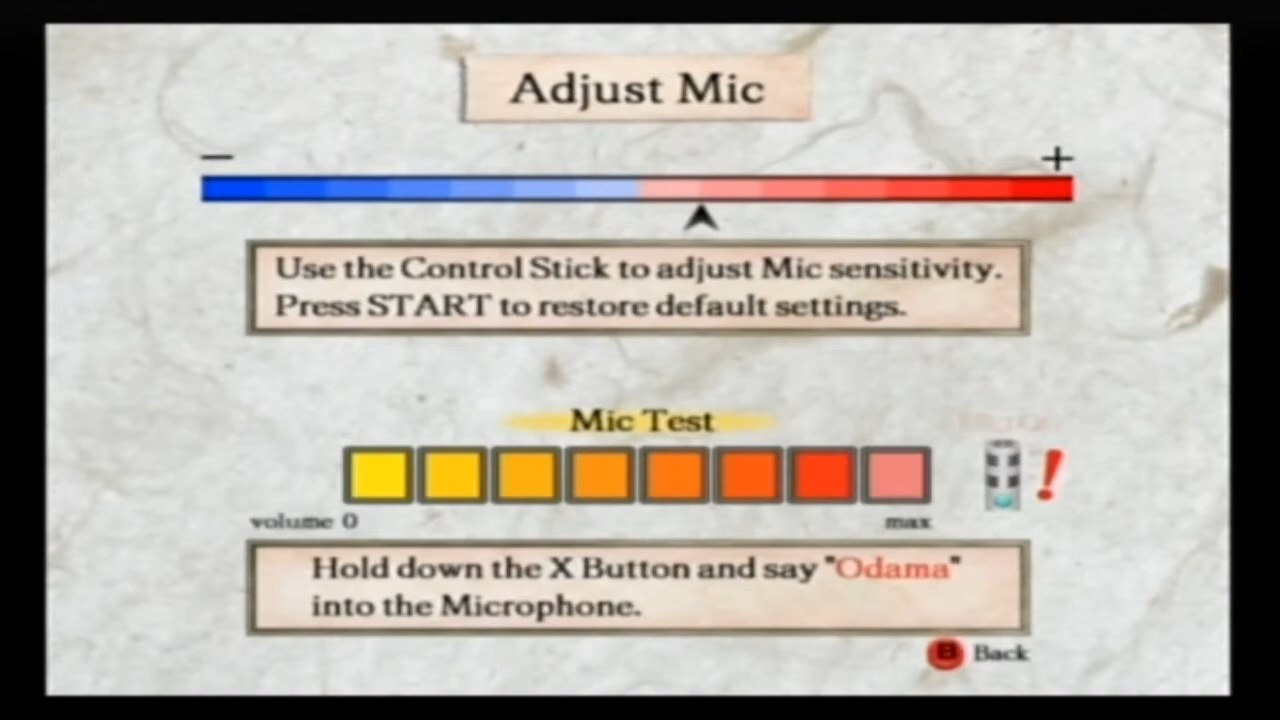 Adjust Mic
− +
Use the Control Stick to adjust Mic sensitivity.
Press START to restore default settings.
Mic Test
volume 0 max
!
Hold down the X Button and say "Odama"
into the Microphone.
B Back